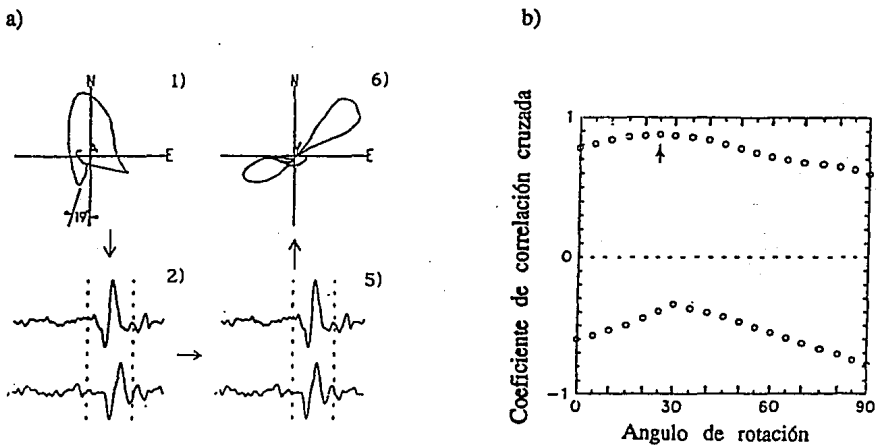 a)
b)
1)
N
E
19
6)
N
E
2)
5)
Coeficiente de correlación cruzada
1
0
-1
0
30
60
90
Angulo de rotación